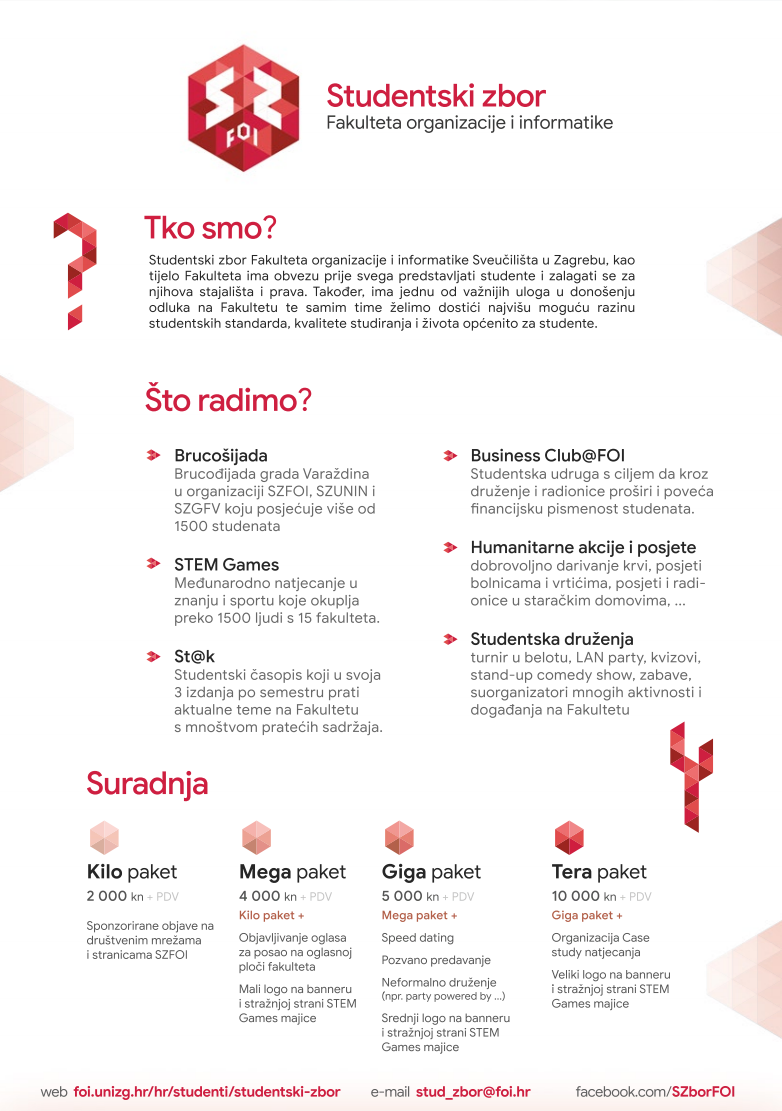 SZ
FOI
Studentski zbor
Fakulteta organizacije i informatike
Tko smo?
Studentski zbor Fakulteta organizacije i informatike Sveučilišta u Zagrebu, kao
tijelo Fakulteta ima obvezu prije svega predstavljati studente i zalagati se za
njihova stajališta i prava. Također, ima jednu od važnijih uloga u donošenju
odluka na Fakultetu te samim time želimo dostići najvišu moguću razinu
studentskih standarda, kvalitete studiranja i života općenito za studente.
Što radimo?
Brucošijada
Brucođijada grada Varaždina
u organizaciji SZFOI, SZUNIN i
SZGFV koju posjećuje više od
1500 studenata
STEM Games
Međunarodno natjecanje u
znanju i sportu koje okuplja
preko 1500 ljudi s 15 fakulteta.
St@k
Studentski časopis koji u svoja
3 izdanja po semestru prati
aktualne teme na Fakultetu
s mnoštvom pratećih sadržaja.
Business Club@FOI
Studentska udruga s ciljem da kroz
druženje i radionice proširi i poveća
financijsku pismenost studenata.
Humanitarne akcije i posjete
dobrovoljno darivanje krvi, posjeti
bolnicama i vrtićima, posjeti i radi-
onice u staračkim domovima, ...
Studentska druženja
turnir u belotu, LAN party, kvizovi,
stand-up comedy show, zabave,
suorganizatori mnogih aktivnosti i
događanja na Fakultetu
Suradnja
Kilo paket
2 000 kn + PDV
Sponzorirane objave na
društvenim mrežama
i stranicama SZFOI
Mega paket
4 000 kn + PDV
Kilo paket +
Objavljivanje oglasa
za posao na oglasnoj
ploči fakulteta
Mali logo na banneru
i stražnjoj strani STEM
Games majice
Giga paket
5 000 kn + PDV
Mega paket +
Speed dating
Pozvano predavanje
Neformalno druženje
(npr. party powered by ...)
Srednji logo na banneru
i stražnjoj strani STEM
Games majice
Tera paket
10 000 kn + PDV
Giga paket +
Organizacija Case
study natjecanja
Veliki logo na banneru
i stražnjoj strani STEM
Games majice
web foi.unizg.hr/hr/studenti/studentski-zbor e-mail stud_zbor@foi.hr facebook.com/SZborFOI